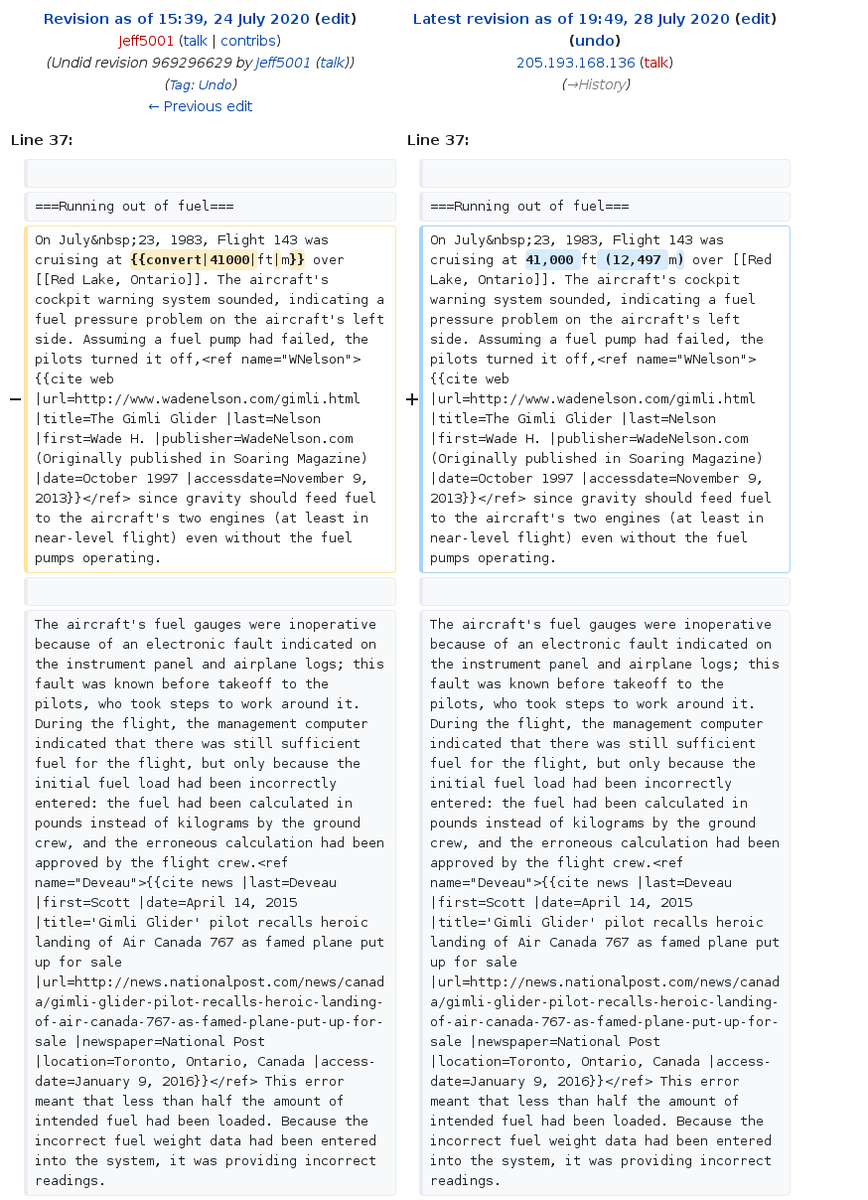 Revision as of 15:39, 24 July 2020 (edit)
Jeff5001 (talk | contribs)
(Undid revision 969296629 by Jeff5001 (talk))
(Tag: Undo)
← Previous edit
Latest revision as of 19:49, 28 July 2020 (edit)
(undo)
205.193.168.136 (talk)
(→History)
Line 37:
Line 37:
===Running out of fuel===
===Running out of fuel===
−
On July&nbsp;23, 1983, Flight 143 was
cruising at {{convert|41000|ft|m}} over
[[Red Lake, Ontario]]. The aircraft's
cockpit warning system sounded, indicating a
fuel pressure problem on the aircraft's left
side. Assuming a fuel pump had failed, the
pilots turned it off,<ref name="WNelson">
{{cite web
|url=http://www.wadenelson.com/gimli.html
|title=The Gimli Glider |last=Nelson
|first=Wade H. |publisher=WadeNelson.com
(Originally published in Soaring Magazine)
|date=October 1997 |accessdate=November 9,
2013}}</ref> since gravity should feed fuel
to the aircraft's two engines (at least in
near-level flight) even without the fuel
pumps operating.
+
On July&nbsp;23, 1983, Flight 143 was
cruising at 41,000 ft (12,497 m) over [[Red
Lake, Ontario]]. The aircraft's cockpit
warning system sounded, indicating a fuel
pressure problem on the aircraft's left
side. Assuming a fuel pump had failed, the
pilots turned it off,<ref name="WNelson">
{{cite web
|url=http://www.wadenelson.com/gimli.html
|title=The Gimli Glider |last=Nelson
|first=Wade H. |publisher=WadeNelson.com
(Originally published in Soaring Magazine)
|date=October 1997 |accessdate=November 9,
2013}}</ref> since gravity should feed fuel
to the aircraft's two engines (at least in
near-level flight) even without the fuel
pumps operating.
The aircraft's fuel gauges were inoperative
because of an electronic fault indicated on
the instrument panel and airplane logs; this
fault was known before takeoff to the
pilots, who took steps to work around it.
During the flight, the management computer
indicated that there was still sufficient
fuel for the flight, but only because the
initial fuel load had been incorrectly
entered: the fuel had been calculated in
pounds instead of kilograms by the ground
crew, and the erroneous calculation had been
approved by the flight crew.<ref
name="Deveau">{{cite news |last=Deveau
|first=Scott |date=April 14, 2015
|title='Gimli Glider' pilot recalls heroic
landing of Air Canada 767 as famed plane put
up for sale
|url=http://news.nationalpost.com/news/canad
a/gimli-glider-pilot-recalls-heroic-landing-
of-air-canada-767-as-famed-plane-put-up-for-
sale |newspaper=National Post
|location=Toronto, Ontario, Canada |access-
date=January 9, 2016}}</ref> This error
meant that less than half the amount of
intended fuel had been loaded. Because the
incorrect fuel weight data had been entered
into the system, it was providing incorrect
readings.
The aircraft's fuel gauges were inoperative
because of an electronic fault indicated on
the instrument panel and airplane logs; this
fault was known before takeoff to the
pilots, who took steps to work around it.
During the flight, the management computer
indicated that there was still sufficient
fuel for the flight, but only because the
initial fuel load had been incorrectly
entered: the fuel had been calculated in
pounds instead of kilograms by the ground
crew, and the erroneous calculation had been
approved by the flight crew.<ref
name="Deveau">{{cite news |last=Deveau
|first=Scott |date=April 14, 2015
|title='Gimli Glider' pilot recalls heroic
landing of Air Canada 767 as famed plane put
up for sale
|url=http://news.nationalpost.com/news/canad
a/gimli-glider-pilot-recalls-heroic-landing-
of-air-canada-767-as-famed-plane-put-up-for-
sale |newspaper=National Post
|location=Toronto, Ontario, Canada |access-
date=January 9, 2016}}</ref> This error
meant that less than half the amount of
intended fuel had been loaded. Because the
incorrect fuel weight data had been entered
into the system, it was providing incorrect
readings.